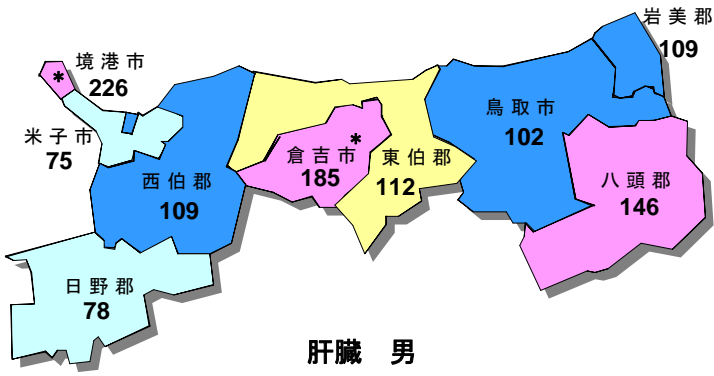 岩美郡
109
境港市
*
226
鳥取市
102
米子市
75
倉吉市
*
185
東伯郡
112
八頭郡
146
西伯郡
109
日野郡
78
肝臓 男